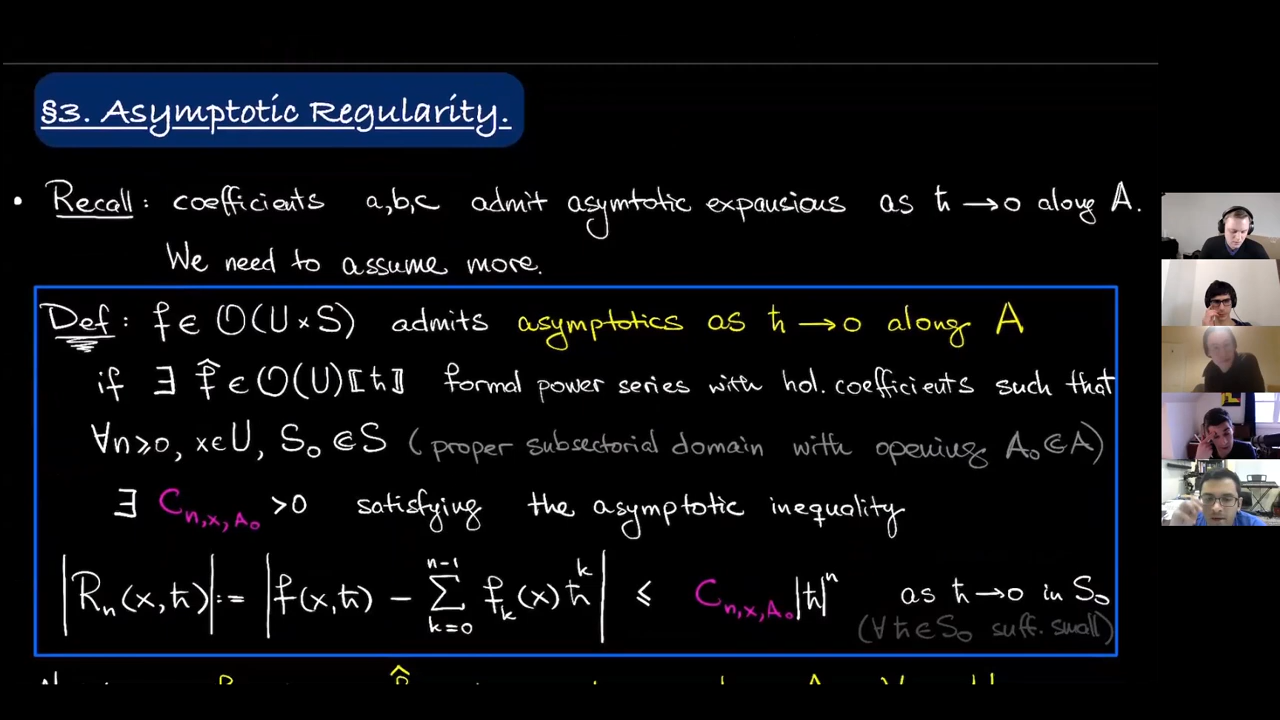 §3. Asymptotic Regularity.
• Recall: coefficients a,b,c admit asymtotic expansions as ħ → 0 along A.
We need to assume more.
Def: f ∈ O(U × S) admits asymptotics as ħ → 0 along A
if ∃ f̂ ∈ O(U)⟦ħ⟧ formal power series with hol. coefficients such that
∀n ≥ 0, x ∈ U, S₀ ⋐ S (proper subsectorial domain with opening A₀ ⋐ A)
∃ C_{n,x,A₀} > 0 satisfying the asymptotic inequality
|R_n(x,ħ)| := |f(x,ħ) − ∑_{k=0}^{n−1} f_k(x) ħ^k| ≤ C_{n,x,A₀} |ħ|^n as ħ → 0 in S₀
(∀ ħ ∈ S₀ suff. small)